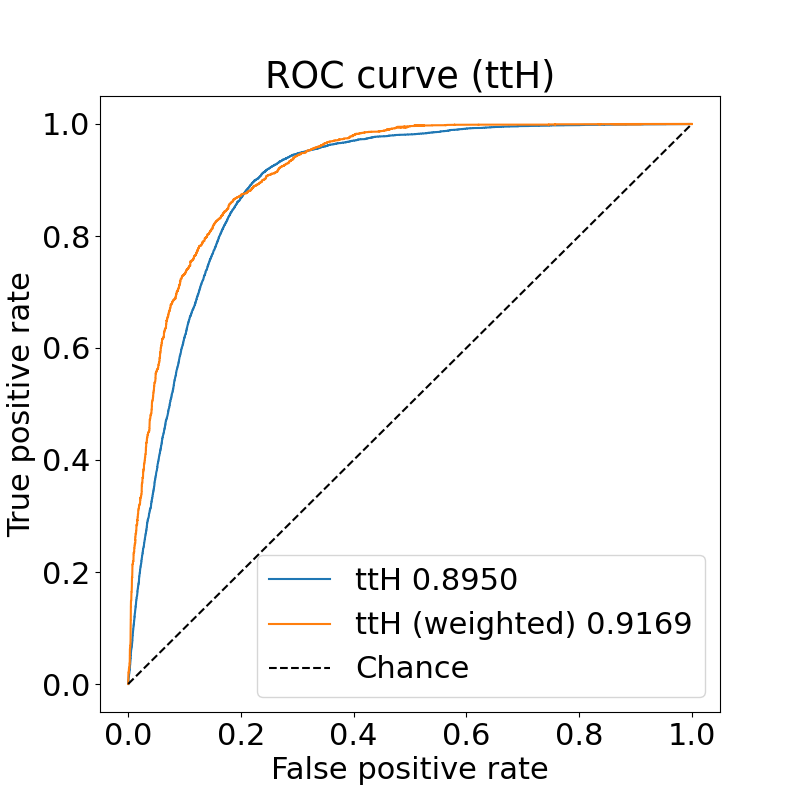 ROC curve (ttH)
True positive rate
1.0
0.8
0.6
0.4
0.2
0.0
ttH 0.8950
ttH (weighted) 0.9169
Chance
0.0 0.2 0.4 0.6 0.8 1.0
False positive rate